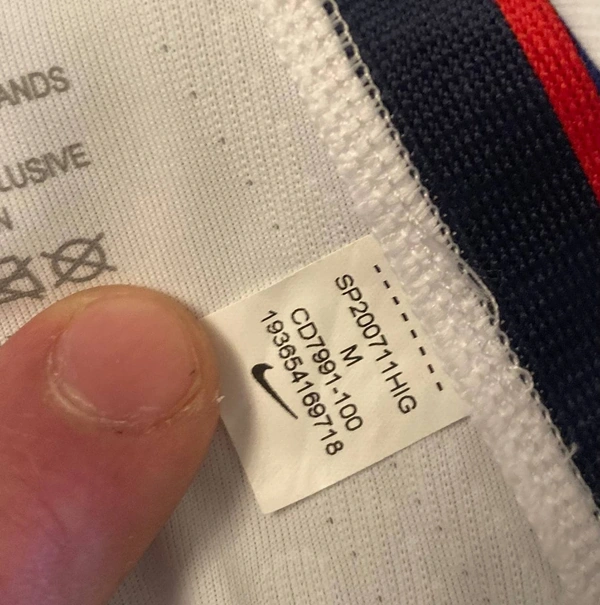 ANDS
LUSIVE
N
SP200711HIG
M
CD7991-100
193654169718